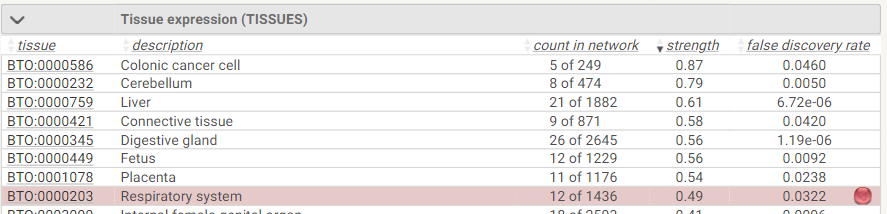 Tissue expression (TISSUES)
tissue description count in network strength false discovery rate
BTO:0000586 Colonic cancer cell 5 of 249 0.87 0.0460
BTO:0000232 Cerebellum 8 of 474 0.79 0.0050
BTO:0000759 Liver 21 of 1882 0.61 6.72e-06
BTO:0000421 Connective tissue 9 of 871 0.58 0.0420
BTO:0000345 Digestive gland 26 of 2645 0.56 1.19e-06
BTO:0000449 Fetus 12 of 1229 0.56 0.0092
BTO:0001078 Placenta 11 of 1176 0.54 0.0238
BTO:0000203 Respiratory system 12 of 1436 0.49 0.0322
Internal female genital organ